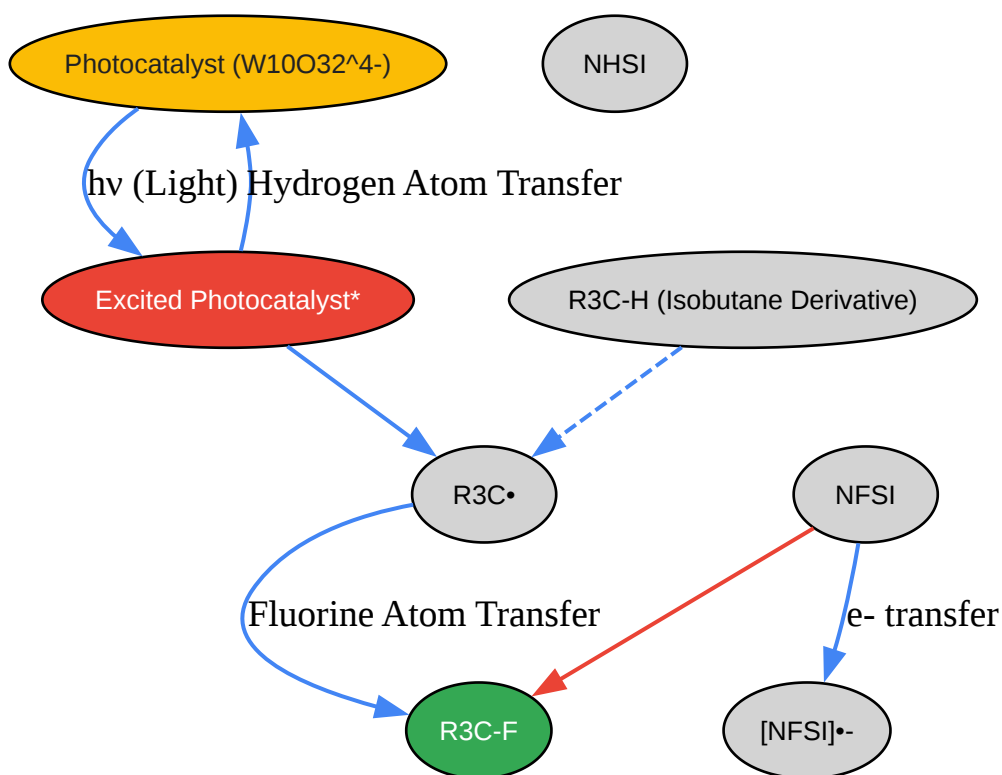 Photocatalyst (W10O32^4-)
NHSI
hν (Light)
Hydrogen Atom Transfer
Excited Photocatalyst*
R3C-H (Isobutane Derivative)
R3C•
NFSI
Fluorine Atom Transfer
e- transfer
R3C-F
[NFSI]•-